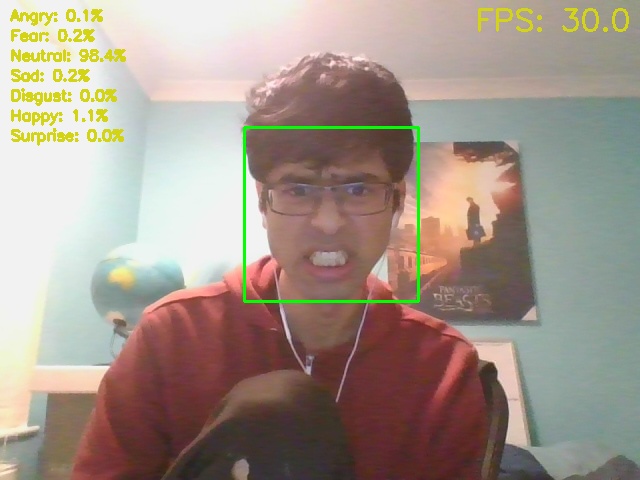 Angry: 0.1%
Fear: 0.2%
Neutral: 98.4%
Sad: 0.2%
Disgust: 0.0%
Happy: 1.1%
Surprise: 0.0%
FPS: 30.0
FANTASTIC
BEASTS